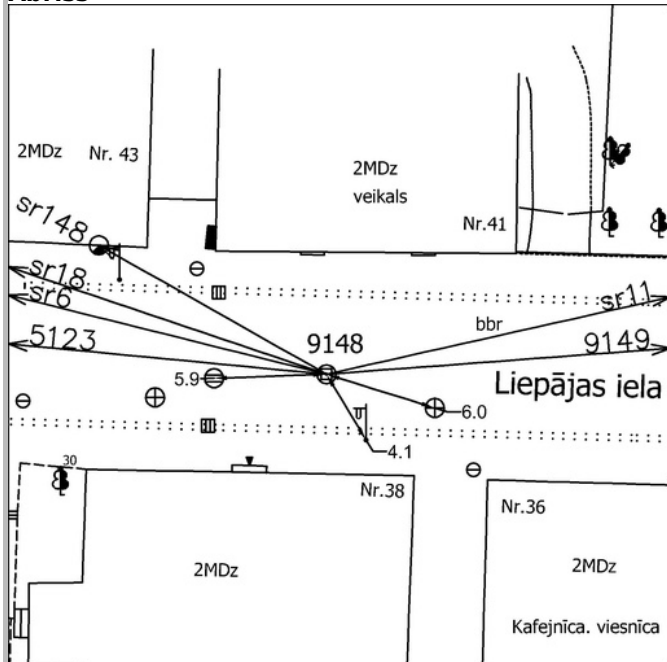 2MDz
Nr. 43
2MDz
veikals
Nr.41
sr148
sr18
sr6
5123
sr11
bbr
9149
9148
5.9
Liepājas iela
6.0
4.1
30
Nr.38
Nr.36
2MDz
2MDz
Kafejnīca. viesnīca